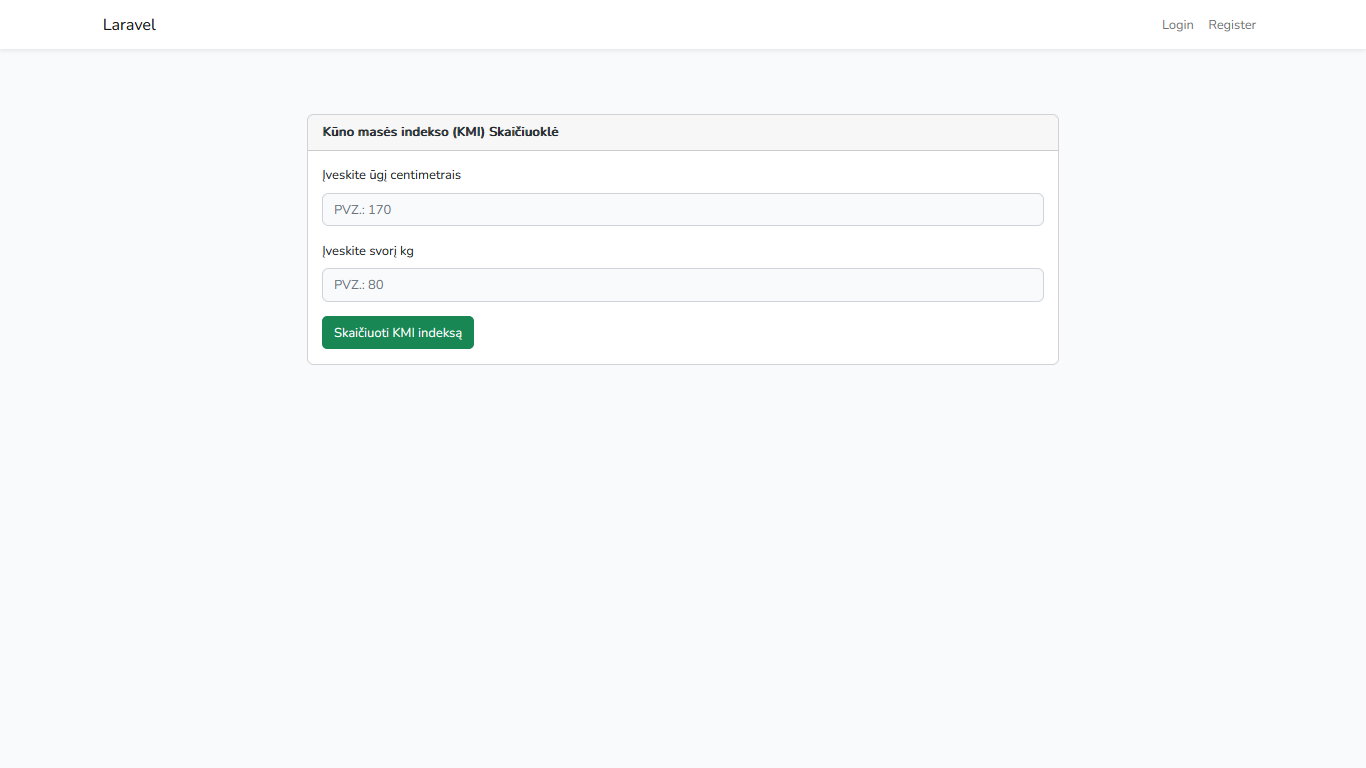 Laravel
Login Register
Kūno masės indekso (KMI) Skaičiuoklė
Įveskite ūgį centimetrais
PVZ.: 170
Įveskite svorį kg
PVZ.: 80
Skaičiuoti KMI indeksą